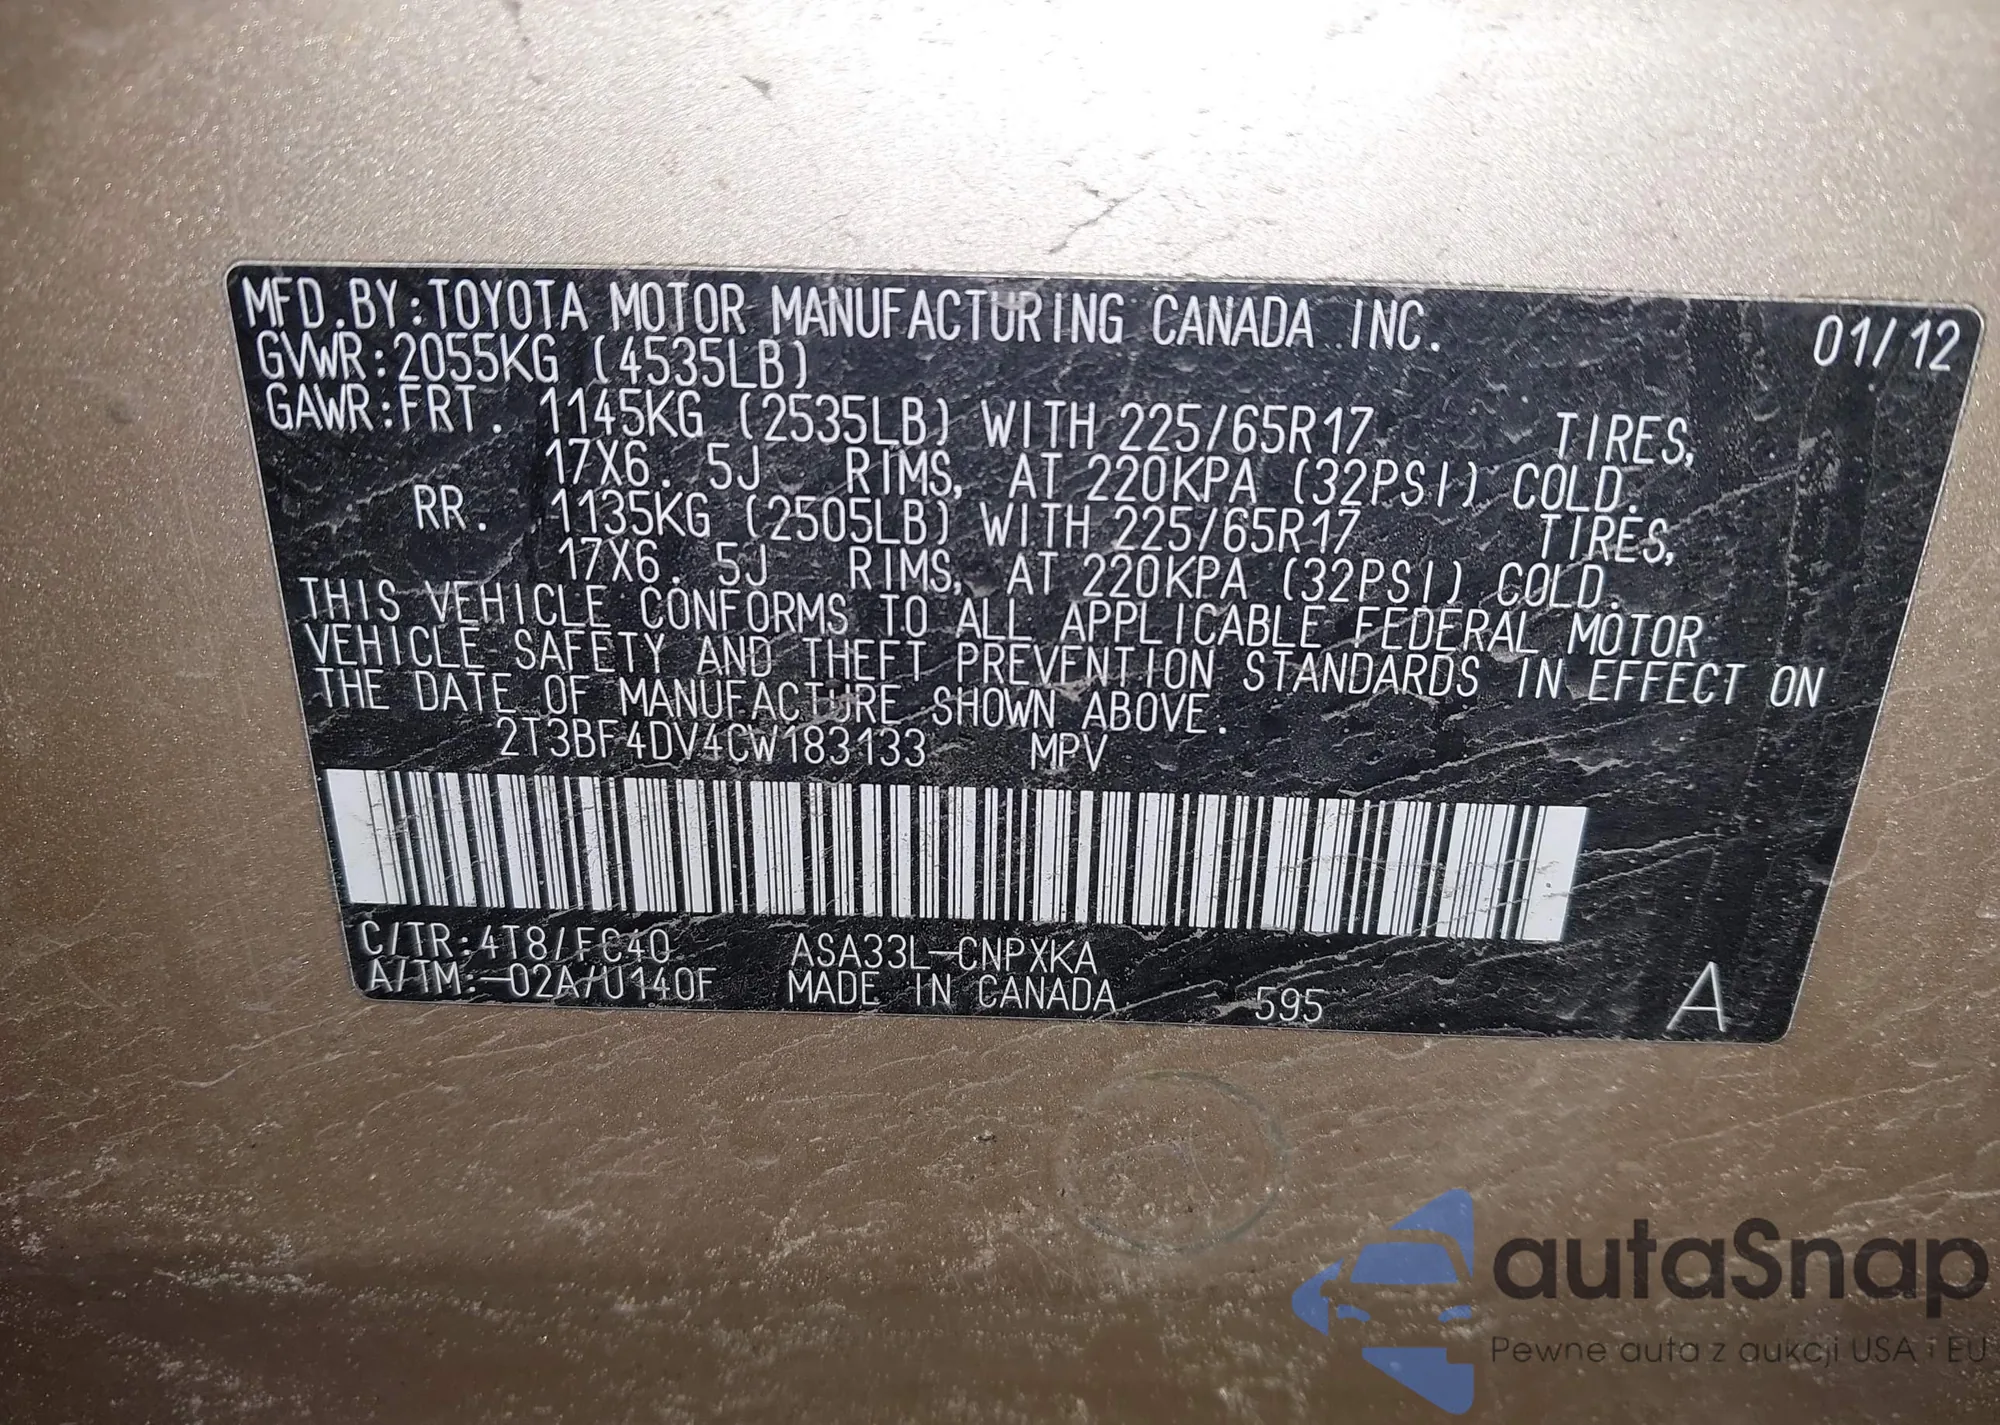 MFD.BY:TOYOTA MOTOR MANUFACTURING CANADA INC. 01/12
GVWR:2055KG (4535LB)
GAWR:FRT. 1145KG (2535LB) WITH 225/65R17 TIRES,
17X6.5J RIMS, AT 220KPA (32PSI) COLD.
RR. 1135KG (2505LB) WITH 225/65R17 TIRES,
17X6.5J RIMS, AT 220KPA (32PSI) COLD.
THIS VEHICLE CONFORMS TO ALL APPLICABLE FEDERAL MOTOR
VEHICLE SAFETY AND THEFT PREVENTION STANDARDS IN EFFECT ON
THE DATE OF MANUFACTURE SHOWN ABOVE.
2T3BF4DV4CW183133 MPV
C/TR:4T8/FC40 ASA33L-CNPXKA
A/TM:-02A/U140F MADE IN CANADA 595 A
autaSnap
Pewne auta z aukcji USA i EU